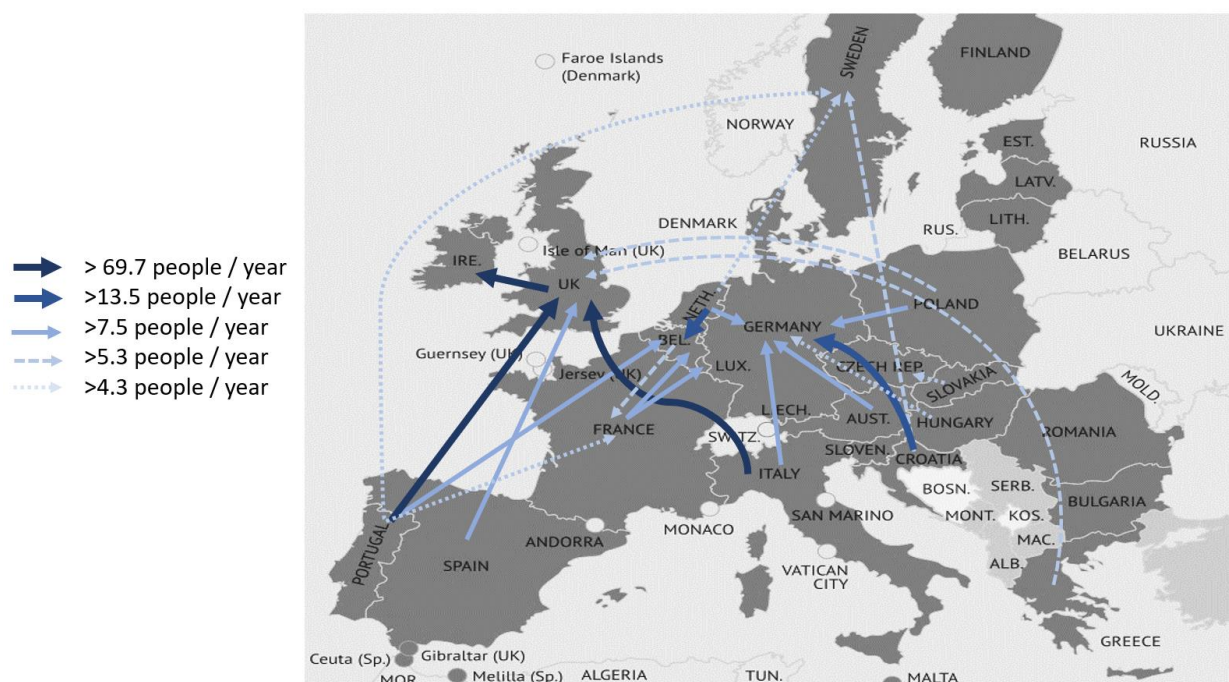 > 69.7 people / year
>13.5 people / year
>7.5 people / year
>5.3 people / year
>4.3 people / year
Faroe Islands
(Denmark)
SWEDEN
FINLAND
NORWAY
RUSSIA
EST.
LATV.
LITH.
RUS.
DENMARK
BELARUS
Isle of Man (UK)
IRE.
UK
NETH.
POLAND
GERMANY
UKRAINE
BEL.
Guernsey (UK)
Jersey (UK)
LUX.
CZECH REP.
SLOVAKIA
MOLD.
LIECH.
AUST.
HUNGARY
FRANCE
SWITZ.
ROMANIA
SLOVEN.
CROATIA
ITALY
BOSN.
SERB.
BULGARIA
MONACO
SAN MARINO
MONT.
KOS.
ANDORRA
MAC.
PORTUGAL
SPAIN
ALB.
VATICAN
CITY
GREECE
Ceuta (Sp.)
Gibraltar (UK)
MOR.
Melilla (Sp.)
ALGERIA
TUN.
MALTA